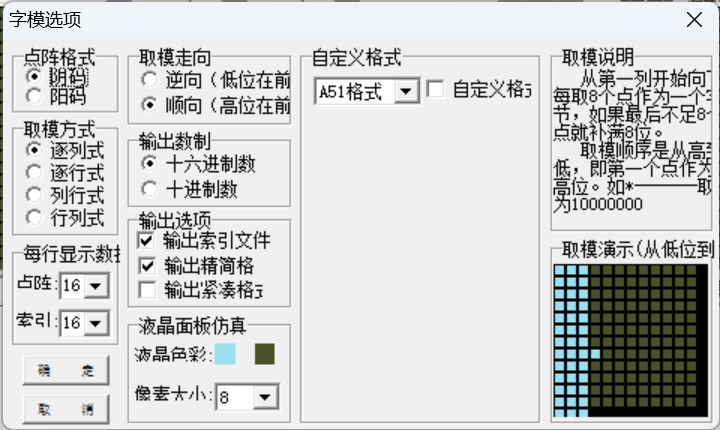 字模选项
点阵格式
阴码
阳码
取模方式
逐列式
逐行式
列行式
行列式
每行显示数据
点阵:
16
索引:
16
确 定
取 消
取模走向
逆向（低位在前
顺向（高位在前
输出数制
十六进制数
十进制数
输出选项
输出索引文件
输出精简格
输出紧凑格式
液晶面板仿真
液晶色彩:
像素大小:
8
自定义格式
A51格式
自定义格式
取模说明
从第一列开始向下
每取8个点作为一个字
节，如果最后不足8个
点就补满8位。
取模顺序是从高到
低，即第一个点作为
高位。如*-------取
为10000000
取模演示(从低位到